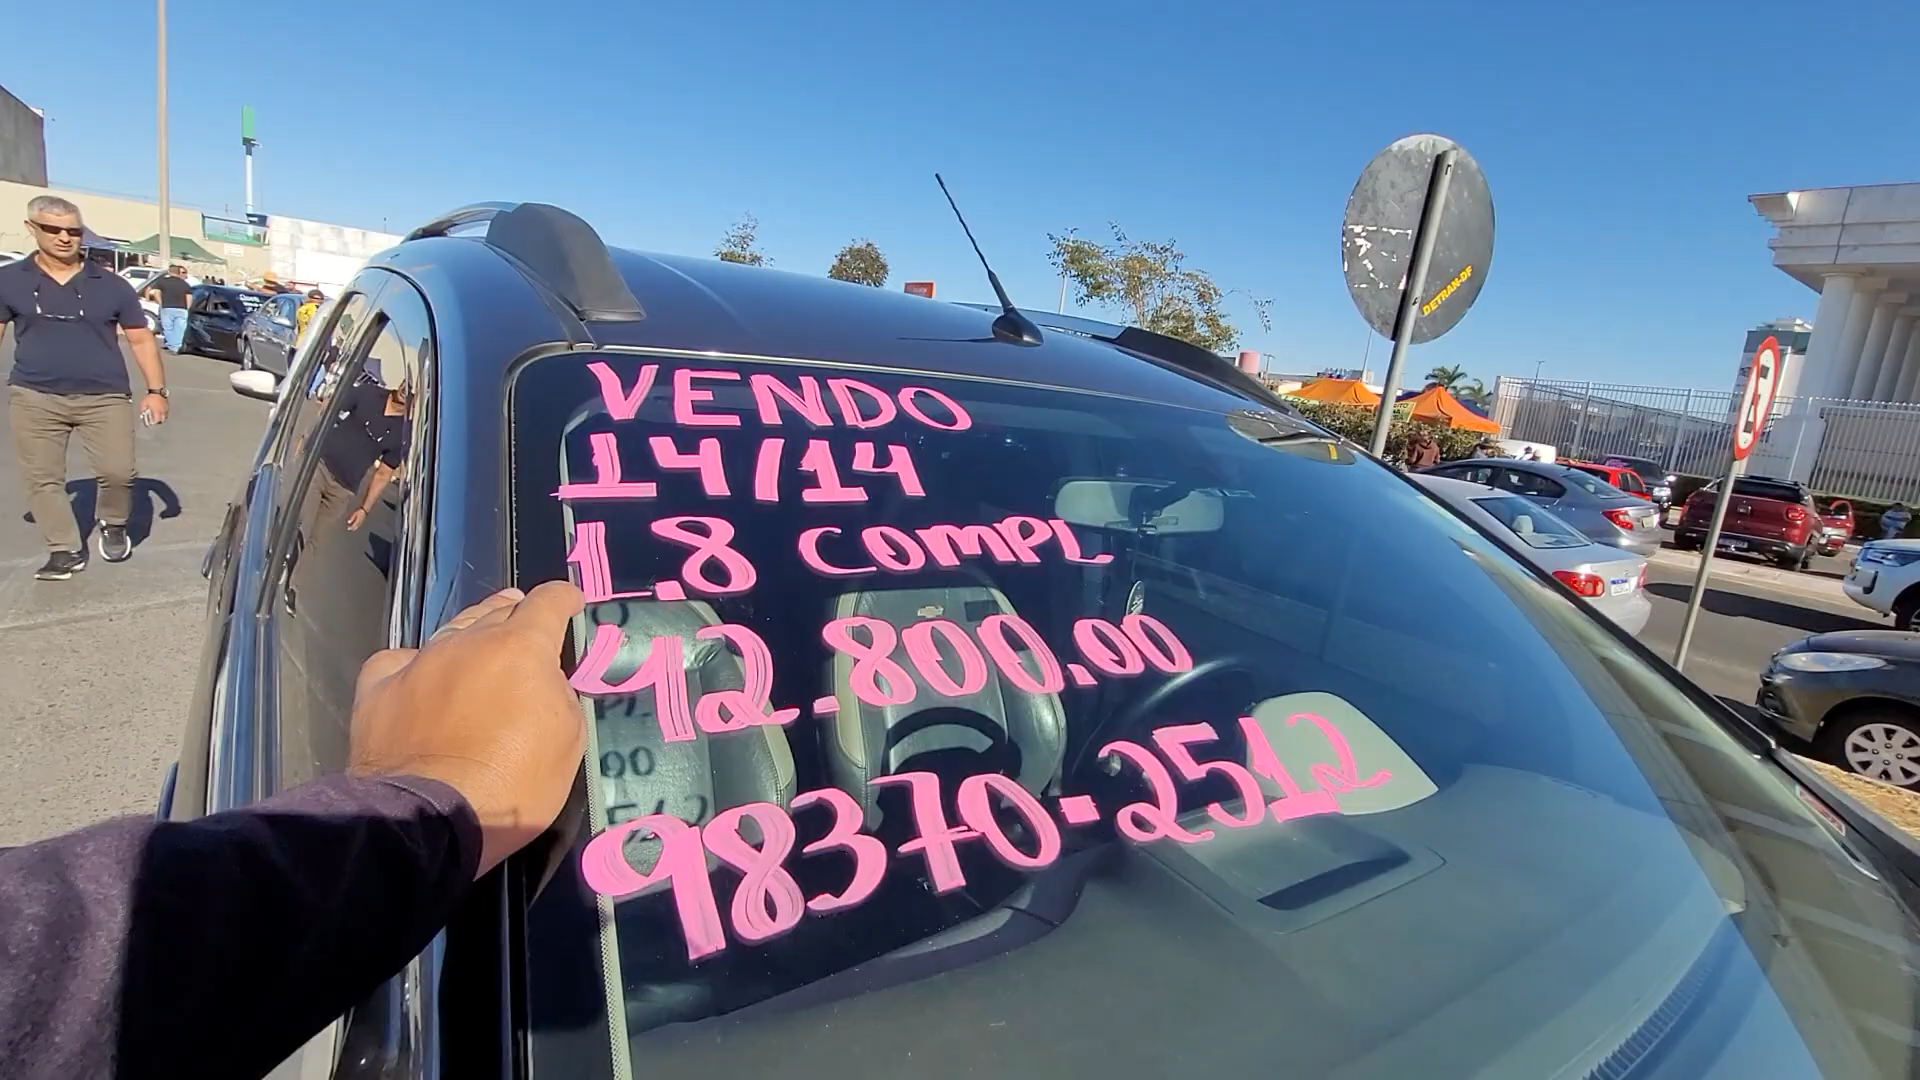 VENDO
14/14
1.8 COMPL
42.800.00
98370-2512
DETRAN-DF